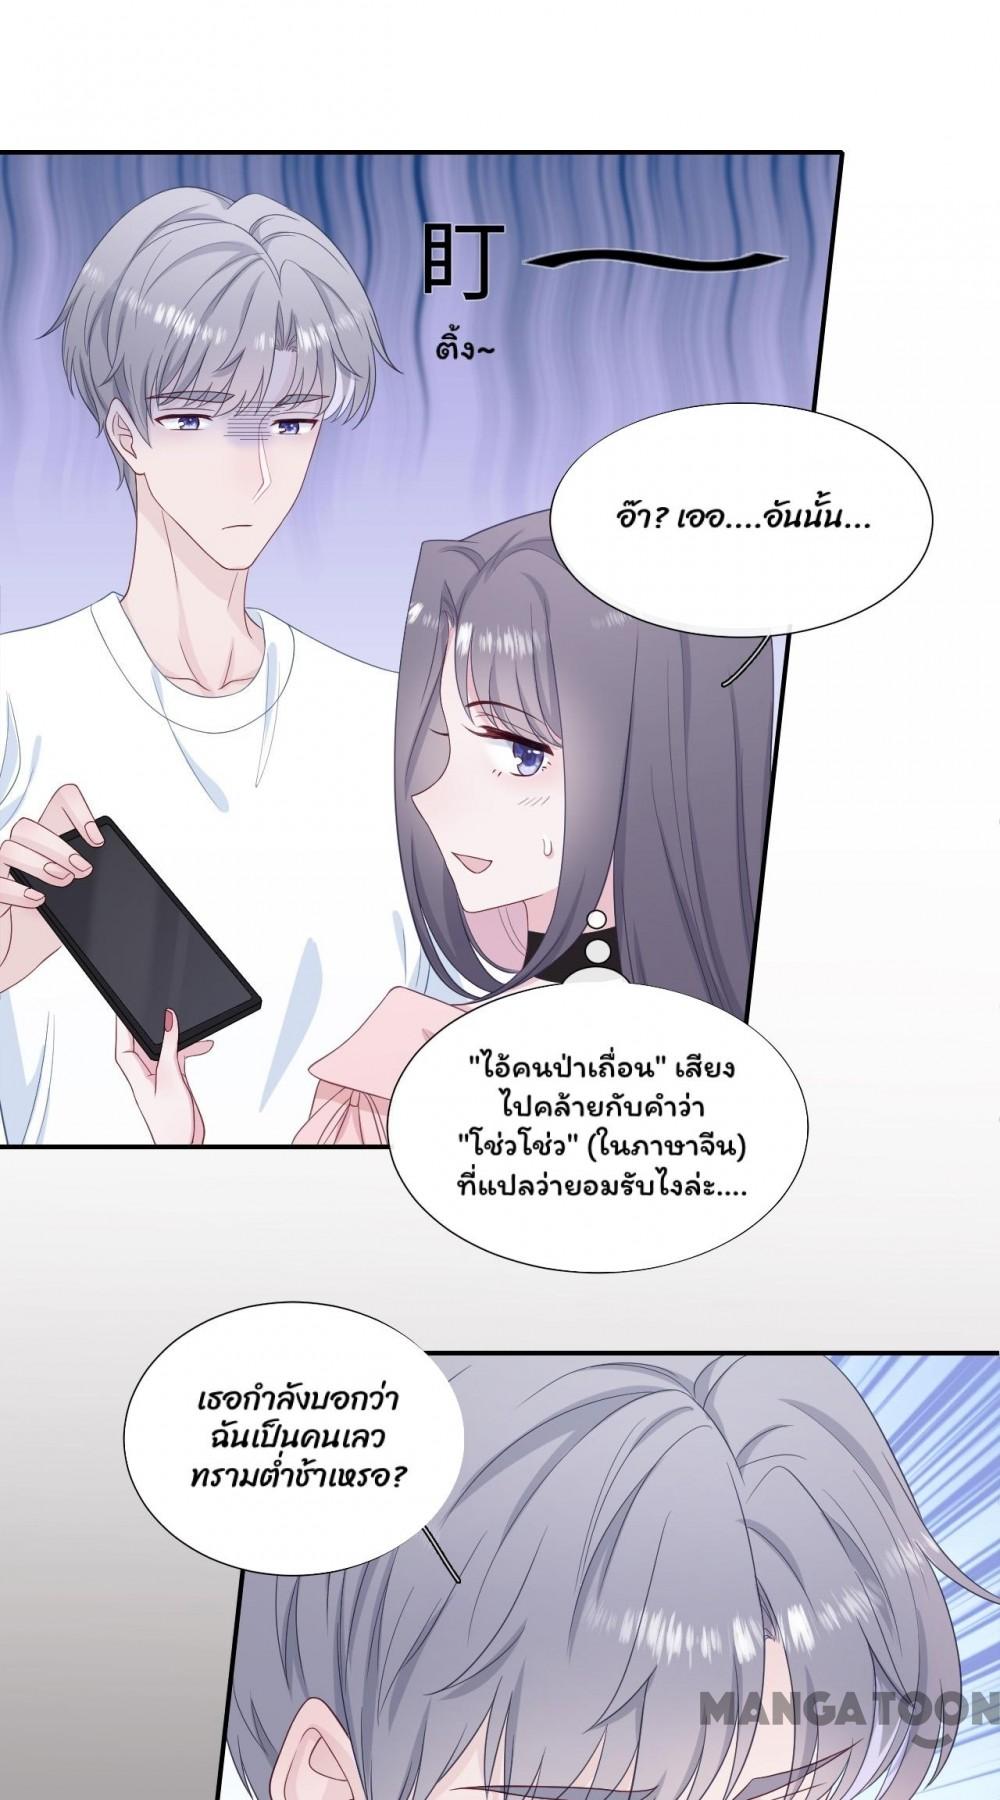 盯
ติ้ง~
อ๊า? เออ....อันนั้น...
"ไอ้คนป่าเถื่อน" เสียง
ไปคล้ายกับคำว่า
"โช่วโช่ว" (ในภาษาจีน)
ที่แปลว่ายอมรับไงล่ะ....
เธอกำลังบอกว่า
ฉันเป็นคนเลว
ทรามต่ำช้าเหรอ?
MANGATOON